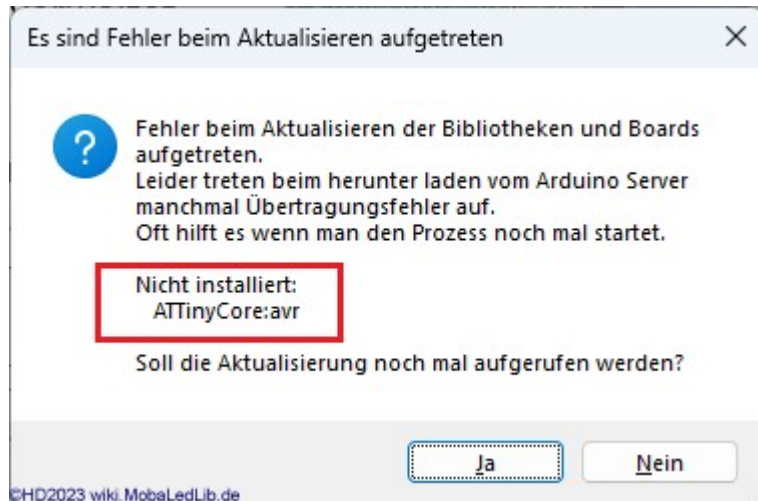 Es sind Fehler beim Aktualisieren aufgetreten
Fehler beim Aktualisieren der Bibliotheken und Boards
aufgetreten.
Leider treten beim herunter laden vom Arduino Server
manchmal Übertragungsfehler auf.
Oft hilft es wenn man den Prozess noch mal startet.
Nicht installiert:
ATTinyCore:avr
Soll die Aktualisierung noch mal aufgerufen werden?
Ja
Nein
©HD2023 wiki.MobaLedLib.de